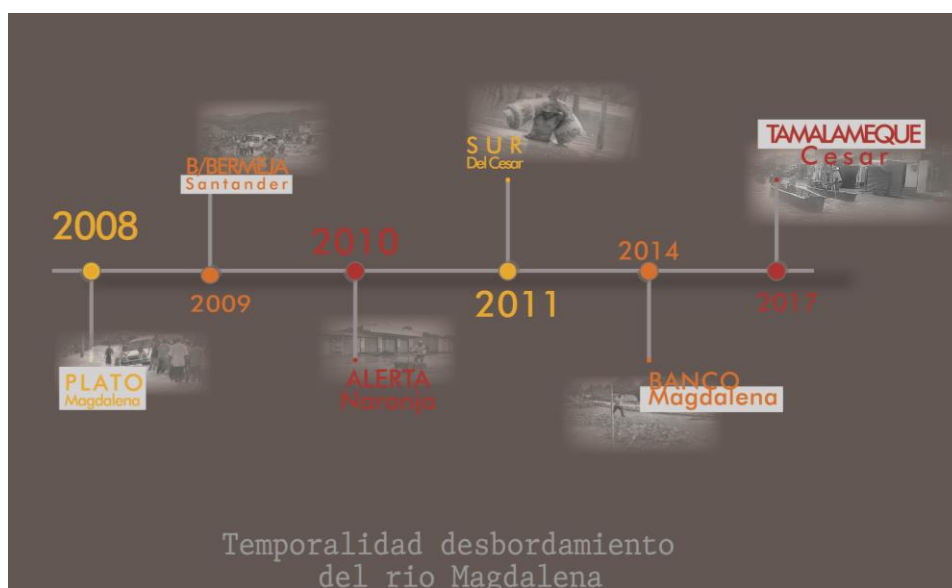 2008
PLATO
Magdalena
B/BERMEJA
Santander
2009
2010
ALERTA
Naranja
SUR
Del Cesar
2011
2014
BANCO
Magdalena
TAMALAMEQUE
Cesar
2017
Temporalidad desbordamiento
del rio Magdalena